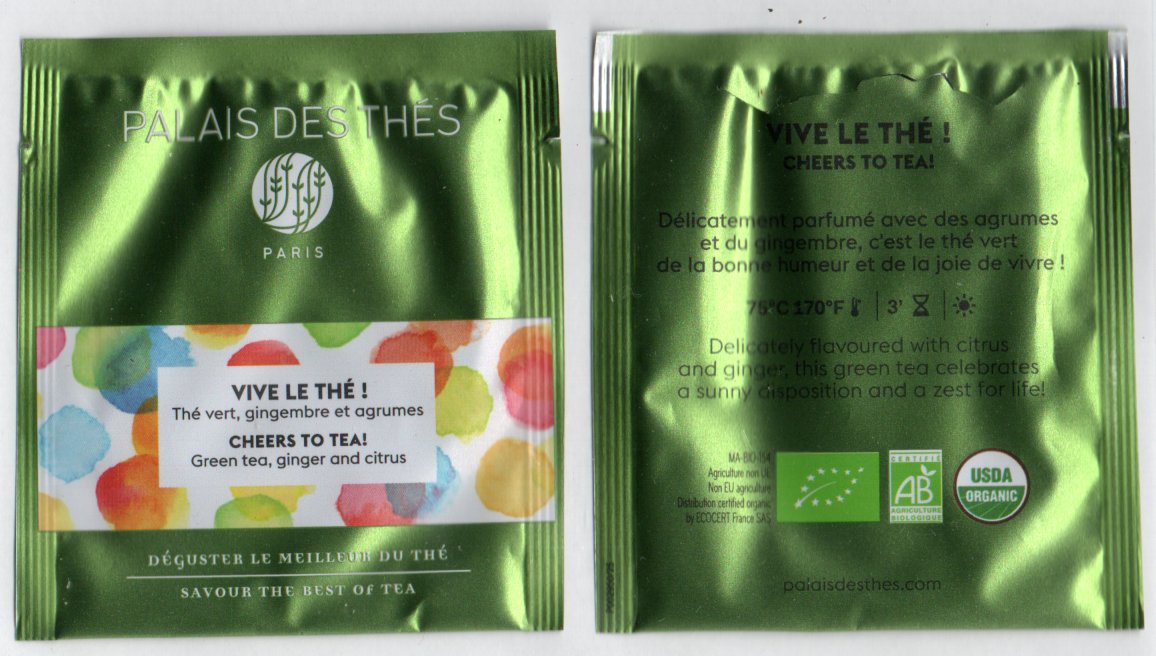 PALAIS DES THÉS
PARIS
VIVE LE THÉ !
Thé vert, gingembre et agrumes
CHEERS TO TEA!
Green tea, ginger and citrus
DÉGUSTER LE MEILLEUR DU THÉ
SAVOUR THE BEST OF TEA
VIVE LE THÉ !
CHEERS TO TEA!
Délicatement parfumé avec des agrumes
et du gingembre, c'est le thé vert
de la bonne humeur et de la joie de vivre !
75°C 170°F 3'
Delicately flavoured with citrus
and ginger, this green tea celebrates
a sunny disposition and a zest for life!
MA-BIO-154
Agriculture non UE
Non EU agriculture
Distribution certified organic
by ECOCERT France SAS
CERTIFIÉ
AB
AGRICULTURE
BIOLOGIQUE
USDA
ORGANIC
palaisdesthes.com